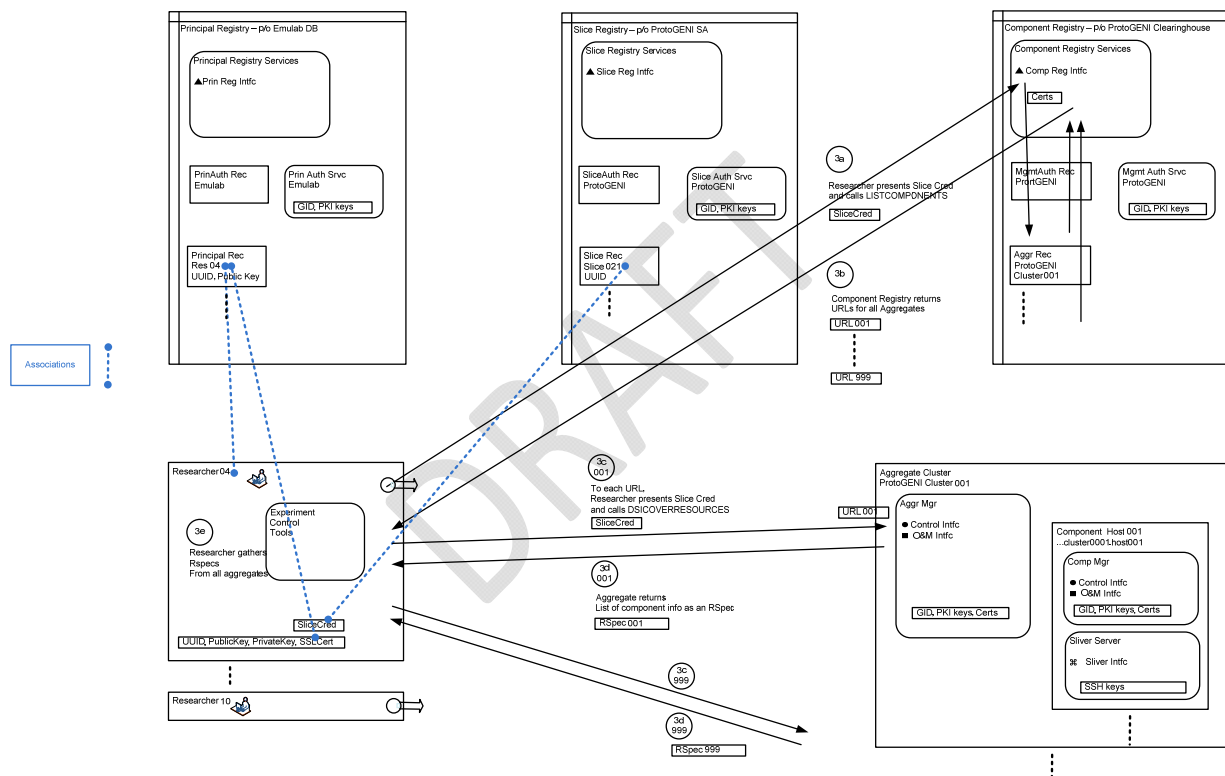 Principal Registry – p/o Emulab DB
Principal Registry Services
▲Prin Reg Intfc
PrinAuth Rec
Emulab
Prin Auth Srvc
Emulab
GID, PKI keys
Principal Rec
Res 04
UUID, Public Key
Slice Registry – p/o ProtoGENI SA
Slice Registry Services
▲ Slice Reg Intfc
SliceAuth Rec
ProtoGENI
Slice Auth Srvc
ProtoGENI
GID, PKI keys
Slice Rec
Slice 021
UUID
Component Registry – p/o ProtoGENI Clearinghouse
Component Registry Services
▲ Comp Reg Intfc
Certs
MgmtAuth Rec
PrortGENI
Mgmt Auth Srvc
ProtoGENI
GID, PKI keys
Aggr Rec
ProtoGENI
Cluster001
3a
Researcher presents Slice Cred
and calls LISTCOMPDNENTS
SliceCred
3b
Component Registry returns
URLs for all Aggregates
URL 001
URL 999
Associations
DRAFT
Researcher 04
Experiment
Control
Tools
3e
Researcher gathers
Rspecs
From all aggregates
SliceCred
UUID, PublicKey, PrivateKey, SSLCert
Researcher 10
3c
001
To each URL,
Researcher presents Slice Cred
and calls DSICOVERRESOURCES
SliceCred
3d
001
Aggregate returns
List of component info as an RSpec
RSpec 001
3c
999
3d
999
RSpec 999
URL 001
Aggregate Cluster
ProtoGENI Cluster 001
Aggr Mgr
● Control Intfc
■ O&M Intfc
GID, PKI keys, Certs
Component Host 001
...cluster0001.host001
Comp Mgr
● Control Intfc
■ O&M Intfc
GID, PKI keys, Certs
Sliver Server
⌘ Sliver Intfc
SSH keys